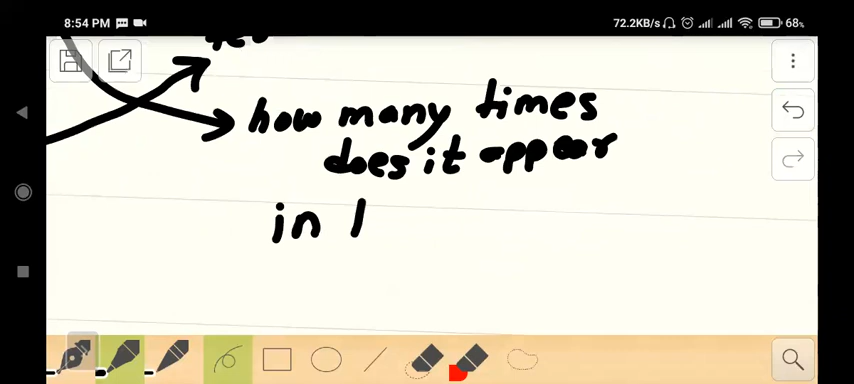 8:54 PM
72.2KB/s
68%
how many times
does it appear
in 1